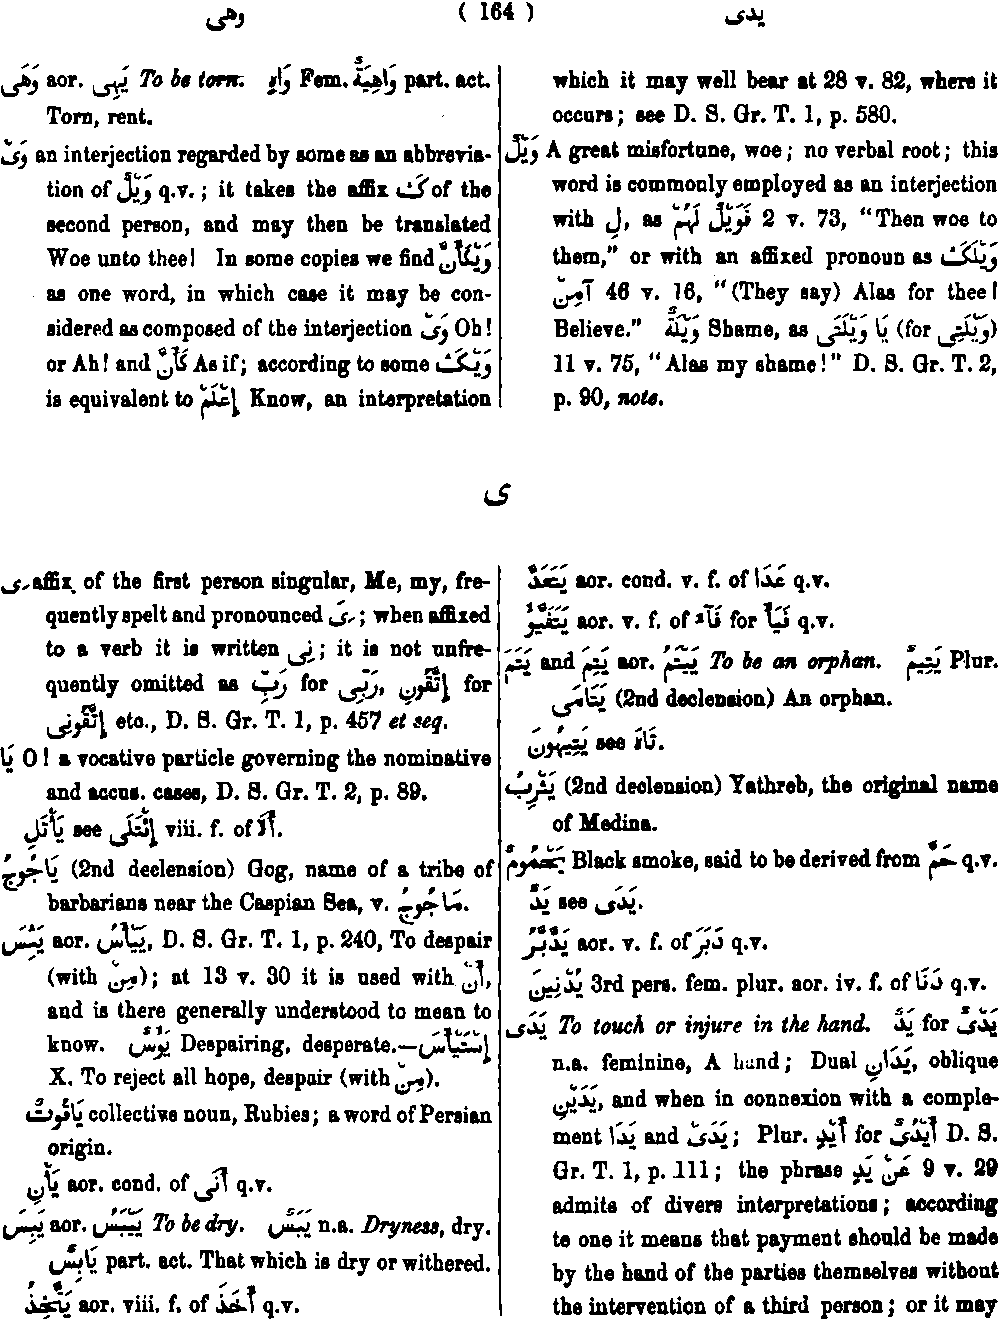 وهى ( 164 ) يدى
وَهَى aor. يَهِى To be torn. وَاهٍ Fem. وَاهِيَةٌ part. act.
Torn, rent.
وَىْ an interjection regarded by some as an abbrevia-
tion of وَيْلٌ q.v.; it takes the affix كَ of the
second person, and may then be translated
Woe unto thee! In some copies we find وَيْكَأَنَّ
as one word, in which case it may be con-
sidered as composed of the interjection وَىْ Oh!
or Ah! and كَأَنَّ As if; according to some وَيْكَ
is equivalent to إِعْلَمْ Know, an interpretation
which it may well bear at 28 v. 82, where it
occurs; see D. S. Gr. T. 1, p. 580.
وَيْلٌ A great misfortune, woe; no verbal root; this
word is commonly employed as an interjection
with لِ, as فَوَيْلٌ لَهُمْ 2 v. 73, “Then woe to
them,” or with an affixed pronoun as وَيْلَكَ
آمِنْ 46 v. 16, “(They say) Alas for thee!
Believe.” وَيْلَةٌ Shame, as يَا وَيْلَتَى (for وَيْلَتِى)
11 v. 75, “Alas my shame!” D. S. Gr. T. 2,
p. 90, note.
ى
ـِى affix of the first person singular, Me, my, fre-
quently spelt and pronounced ـِىَ; when affixed
to a verb it is written نِى; it is not unfre-
quently omitted as رَبِّ for رَبِّى, إِتَّقُونِ for
إِتَّقُونِى etc., D. S. Gr. T. 1, p. 457 et seq.
يَا O! a vocative particle governing the nominative
and accus. cases, D. S. Gr. T. 2, p. 89.
يَأْتَلِ see إِئْتَلَى viii. f. of أَلَا.
يَاجُوجُ (2nd declension) Gog, name of a tribe of
barbarians near the Caspian Sea, v. مَاجُوجُ.
يَئِسَ aor. يَيْأَسُ, D. S. Gr. T. 1, p. 240, To despair
(with مِنْ); at 13 v. 30 it is used with أَنْ,
and is there generally understood to mean to
know. يَؤُسٌ Despairing, desperate.—إِسْتَيْأَسَ
X. To reject all hope, despair (with مِنْ).
يَاقُوتٌ collective noun, Rubies; a word of Persian
origin.
يَأْنِ aor. cond. of أَنَى q.v.
يَبِسَ aor. يَيْبَسُ To be dry. يَبَسٌ n.a. Dryness, dry.
يَابِسٌ part. act. That which is dry or withered.
يَتَّخِذُ aor. viii. f. of أَخَذَ q.v.
يَتَعَدَّ aor. cond. v. f. of عَدَا q.v.
يَتَفَيَّؤُ aor. v. f. of فَآءَ for فَيَأَ q.v.
يَتَمَ and يَتِمَ aor. يَيْتَمُ To be an orphan. يَتِيمٌ Plur.
يَتَامَى (2nd declension) An orphan.
يَتِيهُونَ see تَاهَ.
يَثْرِبُ (2nd declension) Yathreb, the original name
of Medina.
يَحْمُومٌ Black smoke, said to be derived from حَمَّ q.v.
يَدٌ see يَدَى.
يَدَّبَّرُ aor. v. f. of دَبَرَ q.v.
يُدْنِينَ 3rd pers. fem. plur. aor. iv. f. of دَنَا q.v.
يَدَى To touch or injure in the hand. يَدٌ for يَدَىٌ
n.a. feminine, A hand; Dual يَدَانِ, oblique
يَدَيْنِ, and when in connexion with a comple-
ment يَدَا and يَدَىْ; Plur. أَيْدٍ for أَيْدُىٌ D. S.
Gr. T. 1, p. 111; the phrase عَنْ يَدٍ 9 v. 29
admits of divers interpretations; according
to one it means that payment should be made
by the hand of the parties themselves without
the intervention of a third person; or it may